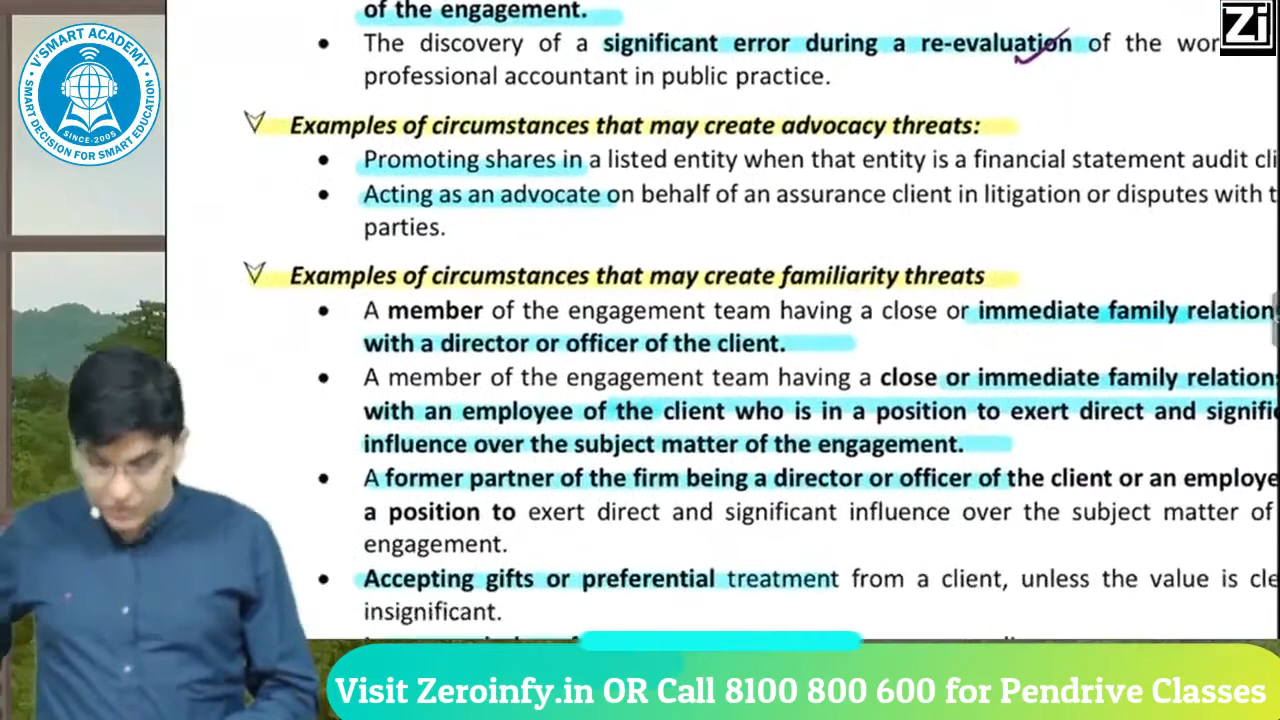 V'SMART ACADEMY
SINCE-2005
SMART DECISION FOR SMART EDUCATION
Zi
of the engagement.
• The discovery of a significant error during a re-evaluation of the
professional accountant in public practice.
Examples of circumstances that may create advocacy threats:
• Promoting shares in a listed entity when that entity is a financial statement audit
• Acting as an advocate on behalf of an assurance client in litigation or disputes with
parties.
Examples of circumstances that may create familiarity threats
• A member of the engagement team having a close or immediate family
with a director or officer of the client.
• A member of the engagement team having a close or immediate family
with an employee of the client who is in a position to exert direct and
influence over the subject matter of the engagement.
• A former partner of the firm being a director or officer of the client or an
a position to exert direct and significant influence over the subject matter of
engagement.
• Accepting gifts or preferential treatment from a client, unless the value is
insignificant.
Visit Zeroinfy.in OR Call 8100 800 600 for Pendrive Classes